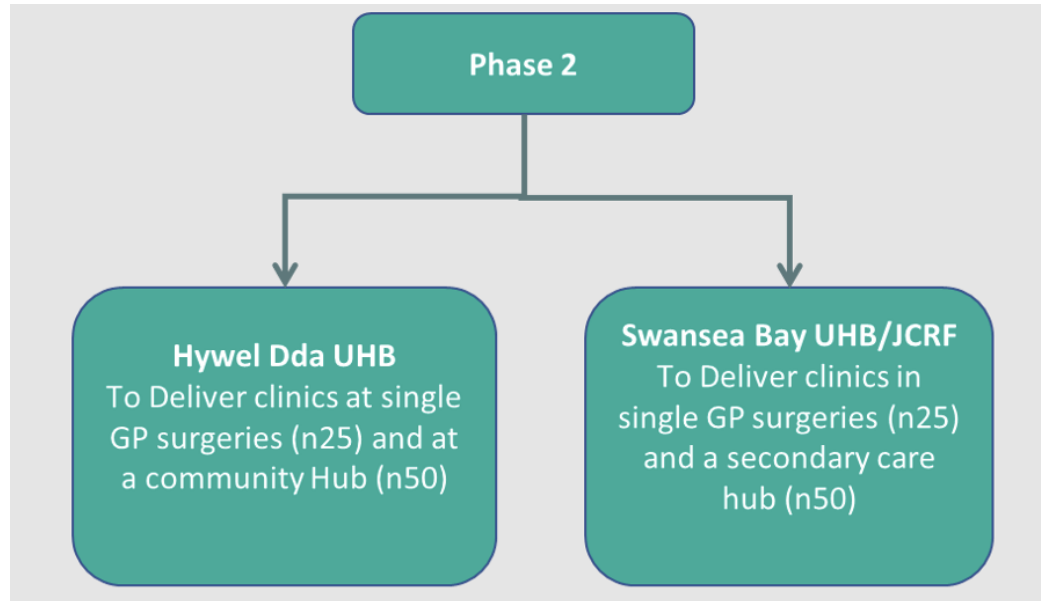 Phase 2
Hywel Dda UHB
To Deliver clinics at single
GP surgeries (n25) and at
a community Hub (n50)
Swansea Bay UHB/JCRF
To Deliver clinics in
single GP surgeries (n25)
and a secondary care
hub (n50)